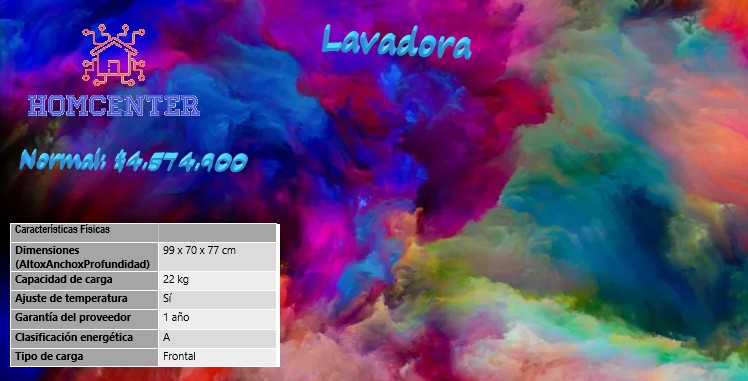 Lavadora
HOMCENTER
Normal: $4.574.900
Características Físicas
Dimensiones 99 x 70 x 77 cm
(AltoxAnchoxProfundidad)
Capacidad de carga 22 kg
Ajuste de temperatura Sí
Garantía del proveedor 1 año
Clasificación energética A
Tipo de carga Frontal